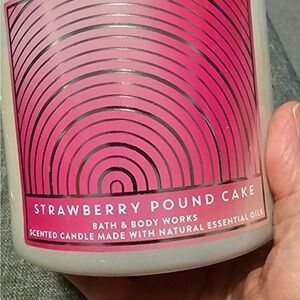 STRAWBERRY POUND CAKE
BATH & BODY WORKS
SCENTED CANDLE MADE WITH NATURAL ESSENTIAL OILS